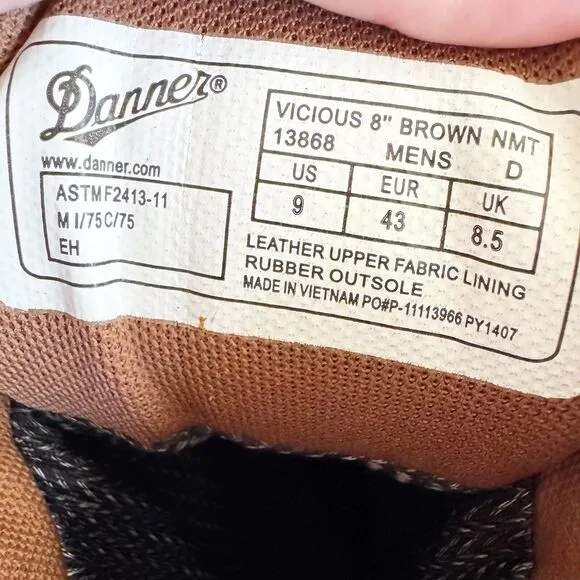 Danner®
www.danner.com
ASTMF2413-11
M I/75C/75
EH
VICIOUS 8" BROWN NMT
13868 MENS D
US EUR UK
9 43 8.5
LEATHER UPPER FABRIC LINING
RUBBER OUTSOLE
MADE IN VIETNAM PO#P-11113966 PY1407